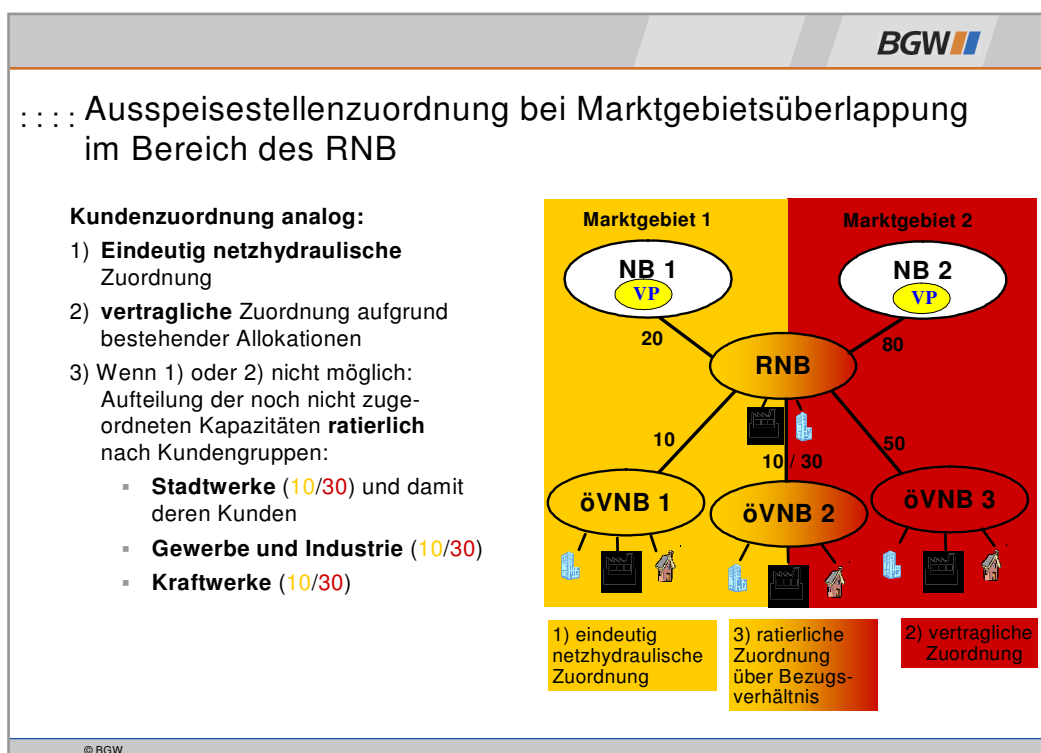 BGW
:::: Ausspeisestellenzuordnung bei Marktgebietsüberlappung
im Bereich des RNB
Kundenzuordnung analog:
1) Eindeutig netzhydraulische
Zuordnung
2) vertragliche Zuordnung aufgrund
bestehender Allokationen
3) Wenn 1) oder 2) nicht möglich:
Aufteilung der noch nicht zuge-
ordneten Kapazitäten ratierlich
nach Kundengruppen:
▪ Stadtwerke (10/30) und damit
deren Kunden
▪ Gewerbe und Industrie (10/30)
▪ Kraftwerke (10/30)
Marktgebiet 1
Marktgebiet 2
NB 1
VP
NB 2
VP
20
80
RNB
10
10 / 30
50
öVNB 1
öVNB 2
öVNB 3
1) eindeutig
netzhydraulische
Zuordnung
3) ratierliche
Zuordnung
über Bezugs-
verhältnis
2) vertragliche
Zuordnung
© BGW